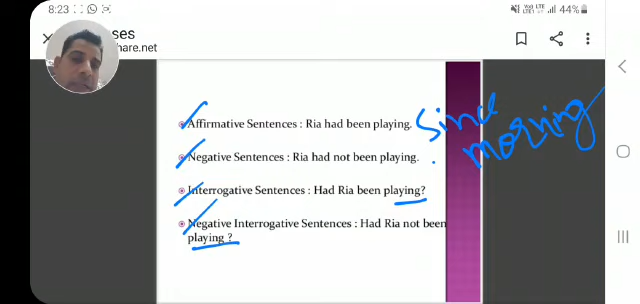 8:23
44%
ses
share.net
Affirmative Sentences : Ria had been playing.
Negative Sentences : Ria had not been playing.
Interrogative Sentences : Had Ria been playing?
Negative Interrogative Sentences : Had Ria not been
playing ?
Since
morning